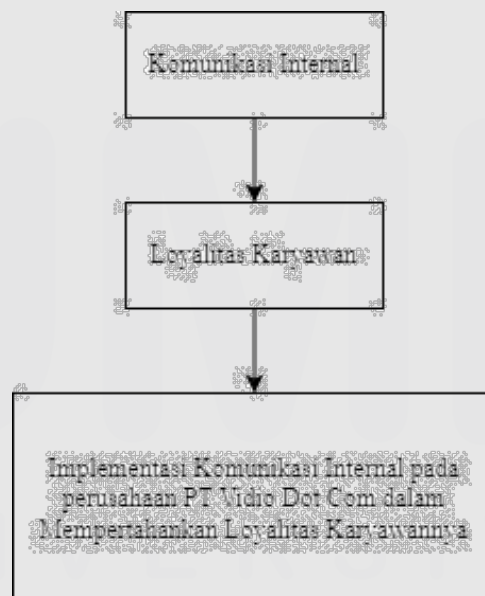 Komunikasi Internal
Loyalitas Karyawan
Implementasi Komunikasi Internal pada
perusahaan PT Vidio Dot Com dalam
Mempertahankan Loyalitas Karyawannya